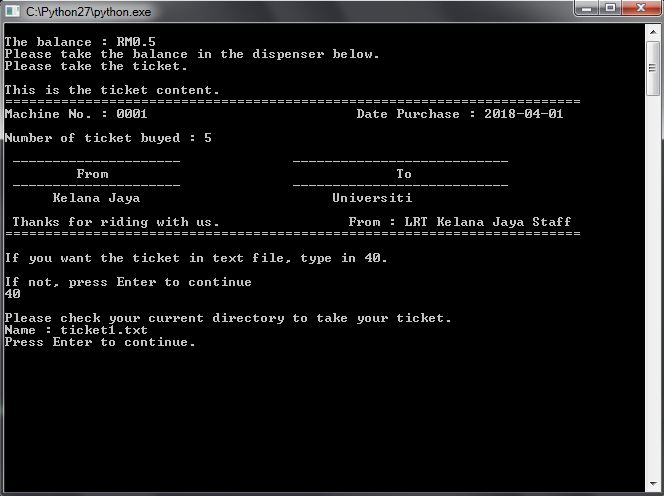 C:\Python27\python.exe
The balance : RM0.5
Please take the balance in the dispenser below.
Please take the ticket.
This is the ticket content.
========================================================================
Machine No. : 0001                          Date Purchase : 2018-04-01
Number of ticket buyed : 5
_____________________              ___________________________
From                                    To
_____________________              ___________________________
Kelana Jaya                        Universiti
Thanks for riding with us.                From : LRT Kelana Jaya Staff
========================================================================
If you want the ticket in text file, type in 40.
If not, press Enter to continue
40
Please check your current directory to take your ticket.
Name : ticket1.txt
Press Enter to continue.